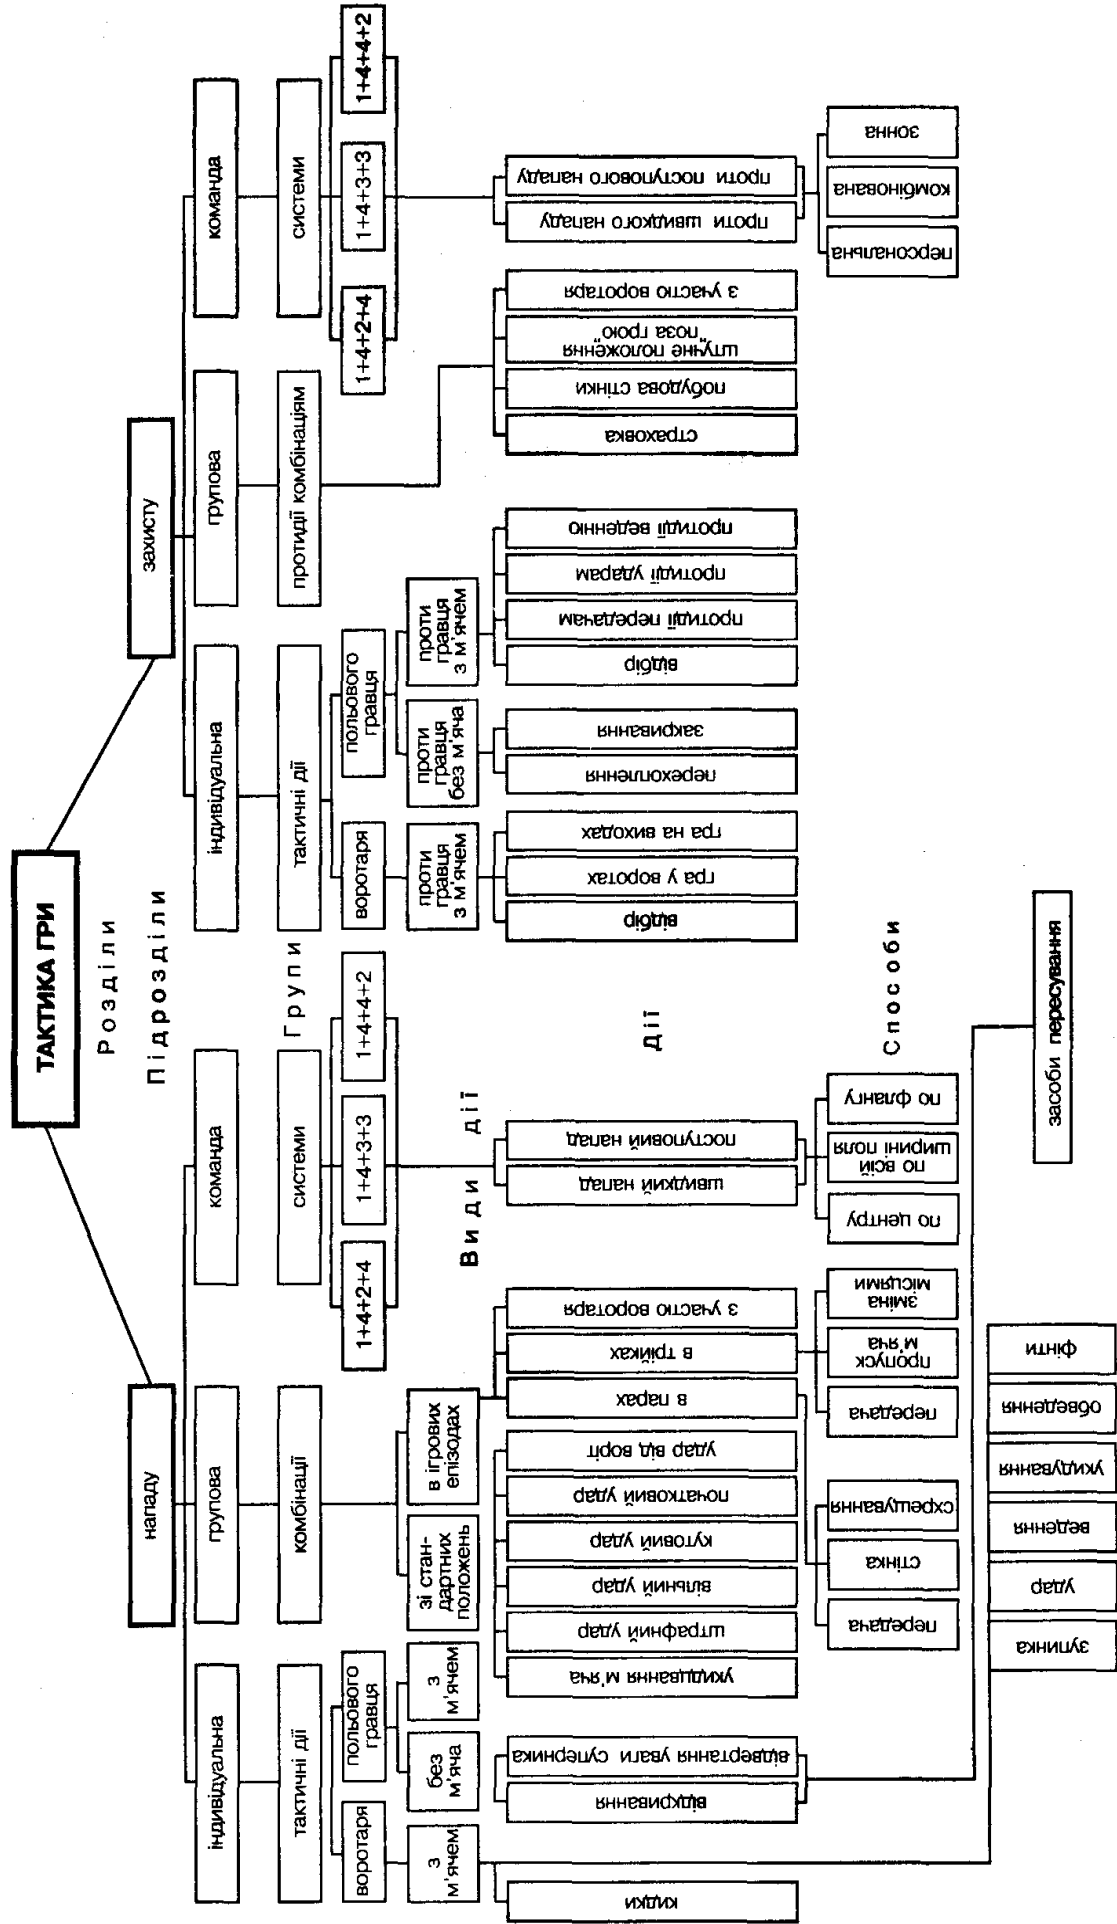 ТАКТИКА ГРИ
Розділи
нападу
захисту
Підрозділи
індивідуальна
групова
команда
індивідуальна
групова
команда
Групи
тактичні дії
комбінації
системи
тактичні дії
протидії комбінаціям
системи
воротаря
польового
гравця
1+4+2+4
1+4+3+3
1+4+4+2
воротаря
польового
гравця
1+4+2+4
1+4+3+3
1+4+4+2
Види дії
з
м'ячем
без
м'яча
з
м'ячем
зі стан-
дартних
положень
в ігрових
епізодах
проти
гравця
з м'ячем
проти
гравця
без м'яча
проти
гравця
з м'ячем
Дії
кидки
відкривання
відвертання уваги суперника
укидцвання м'яча
штрафний удар
вільний удар
кутовий удар
початковий удар
удар від воріт
в парах
в трійках
з участю воротаря
швидкий напад
поступовий напад
відбір
гра у воротах
гра на виходах
перехоплення
закривання
відбір
протидії передачам
протидії ударам
протидії веденню
страховка
побудова стінки
штучне положення
"поза грою"
з участю воротаря
проти швидкого нападу
проти поступового нападу
Способи
передача
стінка
схрещування
передача
пропуск
м'яча
зміна
місцями
по центру
по всій
ширині поля
по флангу
персональна
комбінована
зонна
зупинка
удар
ведення
укидування
обведення
фінти
засоби пересування